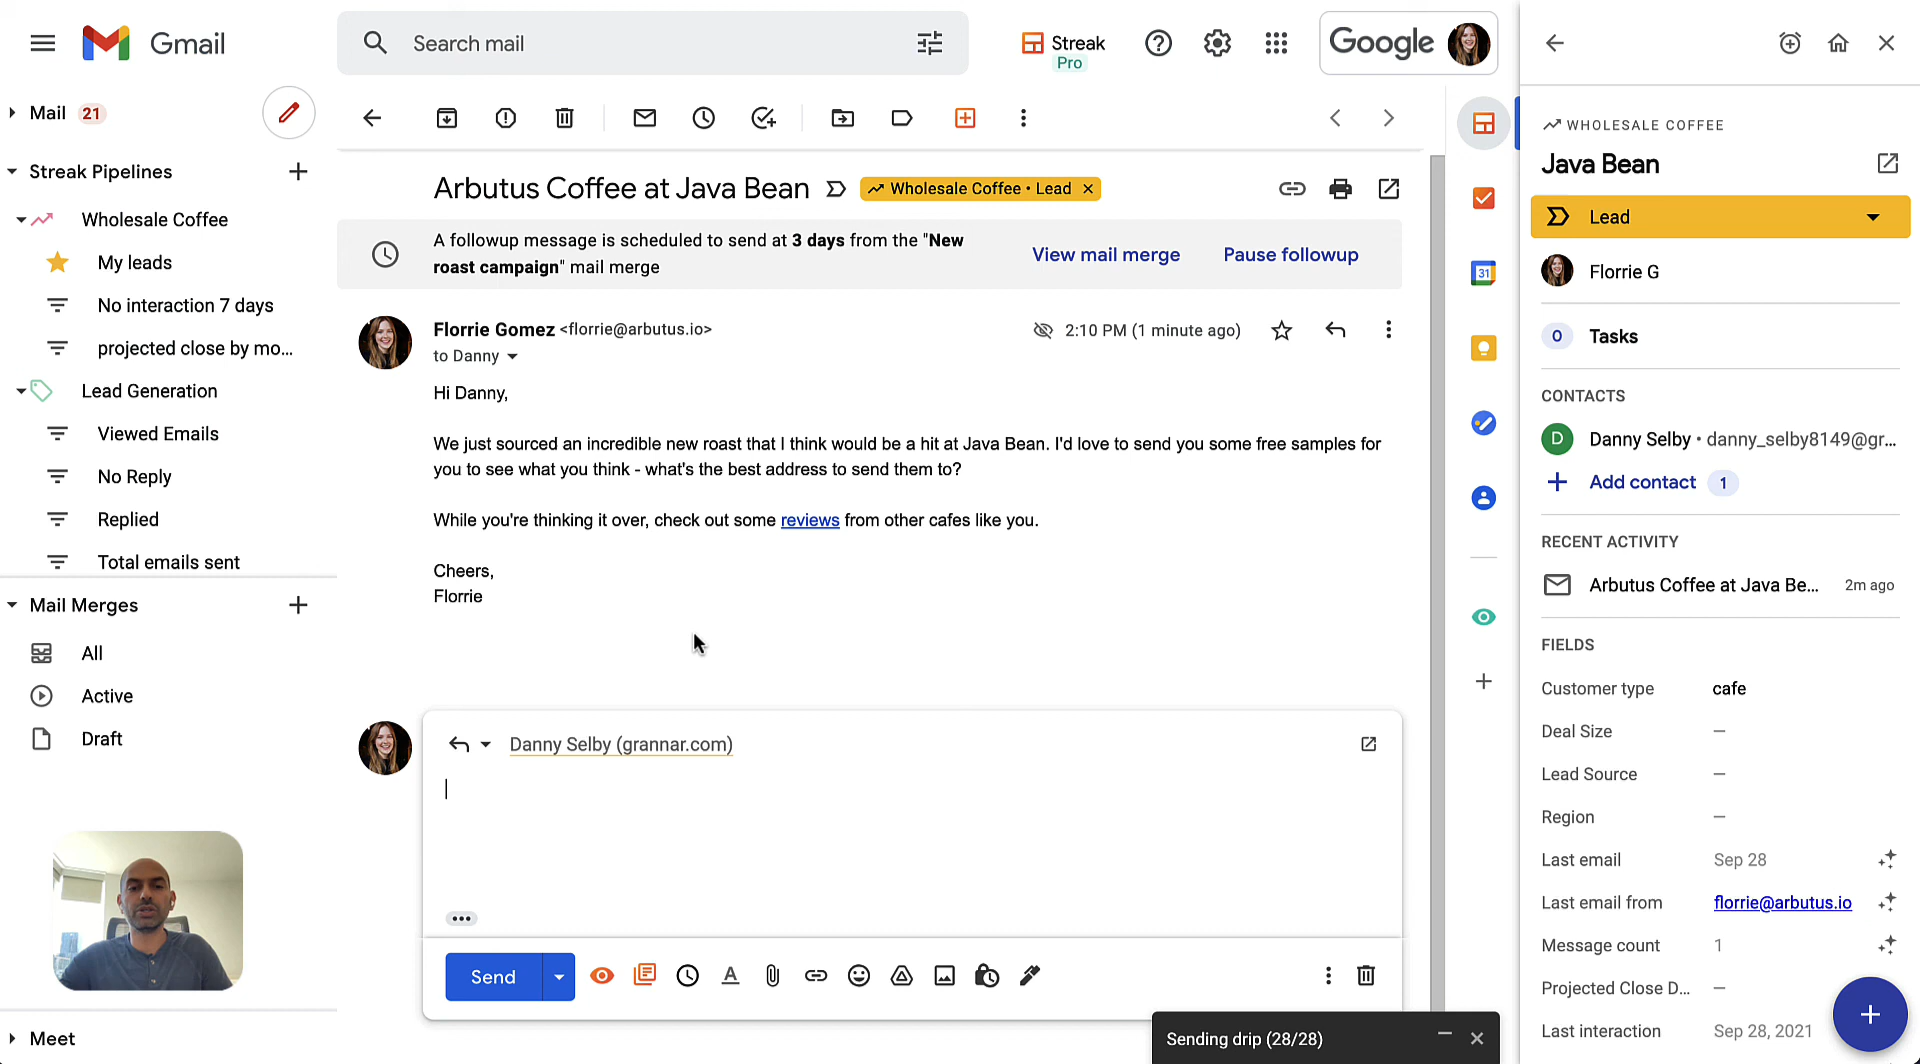 Gmail
Search mail
Streak
Pro
Google
Mail 21
Streak Pipelines
Wholesale Coffee
My leads
No interaction 7 days
projected close by mo...
Lead Generation
Viewed Emails
No Reply
Replied
Total emails sent
Mail Merges
All
Active
Draft
Meet
Arbutus Coffee at Java Bean
Wholesale Coffee • Lead
A followup message is scheduled to send at 3 days from the "New
roast campaign" mail merge
View mail merge
Pause followup
Florrie Gomez <florrie@arbutus.io>
2:10 PM (1 minute ago)
to Danny
Hi Danny,
We just sourced an incredible new roast that I think would be a hit at Java Bean. I'd love to send you some free samples for
you to see what you think - what's the best address to send them to?
While you're thinking it over, check out some reviews from other cafes like you.
Cheers,
Florrie
Danny Selby (grannar.com)
Send
Sending drip (28/28)
31
WHOLESALE COFFEE
Java Bean
Lead
Florrie G
0 Tasks
CONTACTS
D Danny Selby • danny_selby8149@gr...
Add contact 1
RECENT ACTIVITY
Arbutus Coffee at Java Be... 2m ago
FIELDS
Customer type cafe
Deal Size –
Lead Source –
Region –
Last email Sep 28
Last email from florrie@arbutus.io
Message count 1
Projected Close D... –
Last interaction Sep 28, 2021